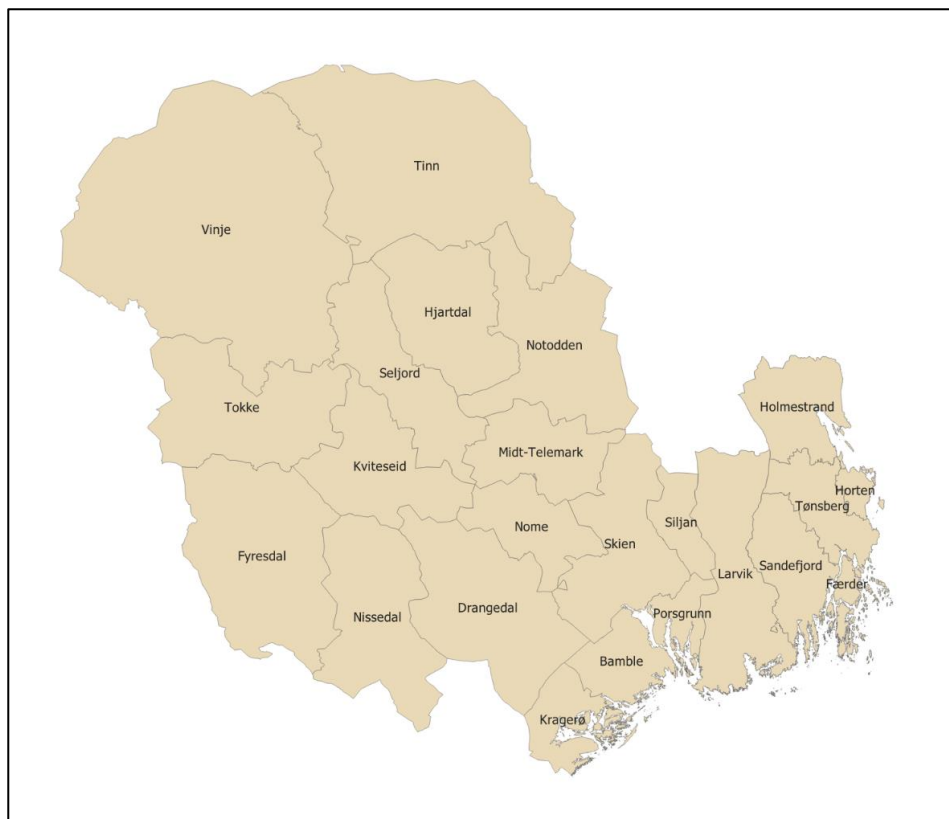 Tinn
Vinje
Hjartdal
Notodden
Seljord
Tokke
Holmestrand
Midt-Telemark
Kviteseid
Horten
Tønsberg
Nome
Siljan
Skien
Fyresdal
Sandefjord
Larvik
Færder
Drangedal
Nissedal
Porsgrunn
Bamble
Kragerø